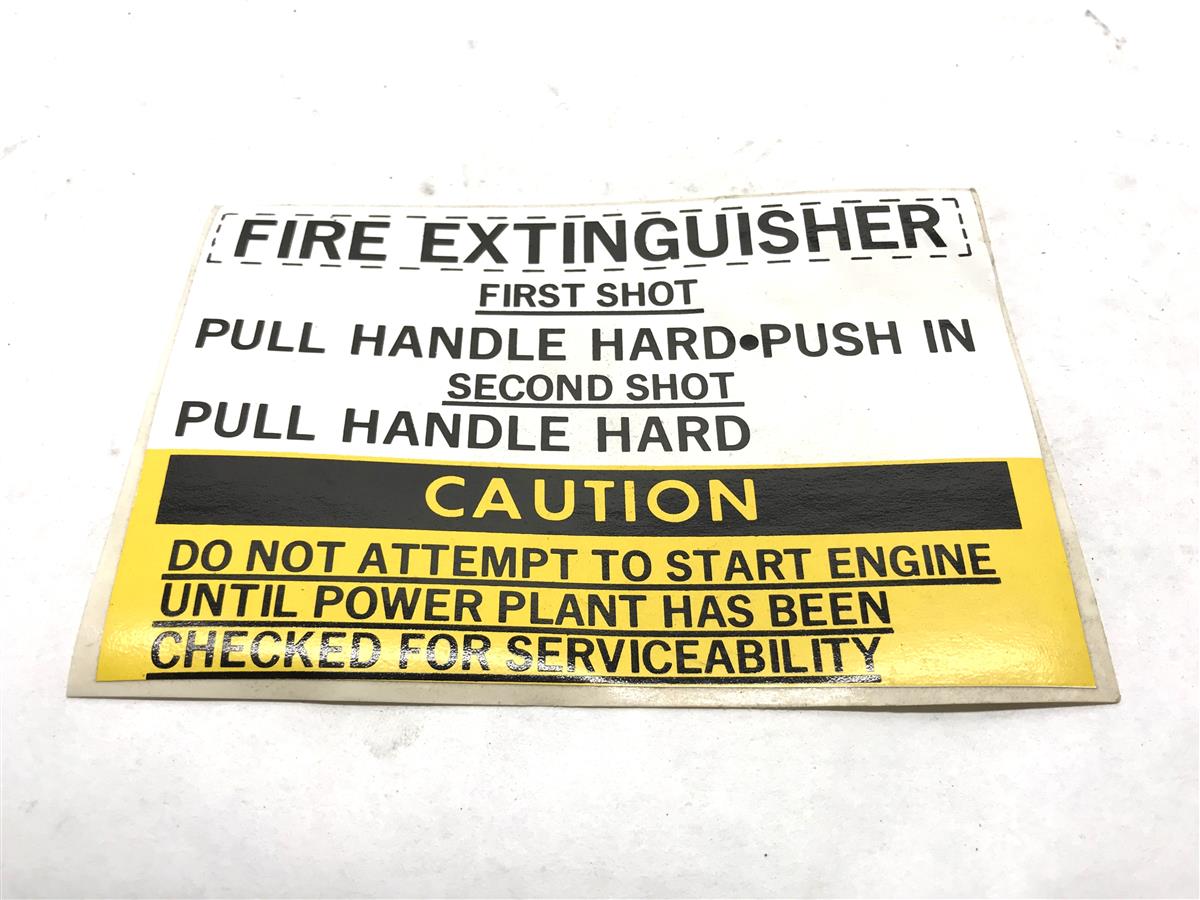 FIRE EXTINGUISHER
FIRST SHOT
PULL HANDLE HARD•PUSH IN
SECOND SHOT
PULL HANDLE HARD
CAUTION
DO NOT ATTEMPT TO START ENGINE
UNTIL POWER PLANT HAS BEEN
CHECKED FOR SERVICEABILITY